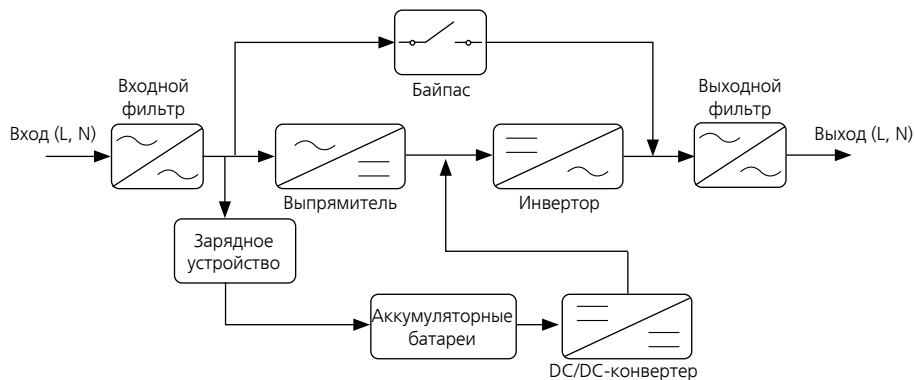 Байпас
Входной
фильтр
Выходной
фильтр
Вход (L, N)
Выход (L, N)
Выпрямитель
Инвертор
Зарядное
устройство
Аккумуляторные
батареи
DC/DC-конвертер